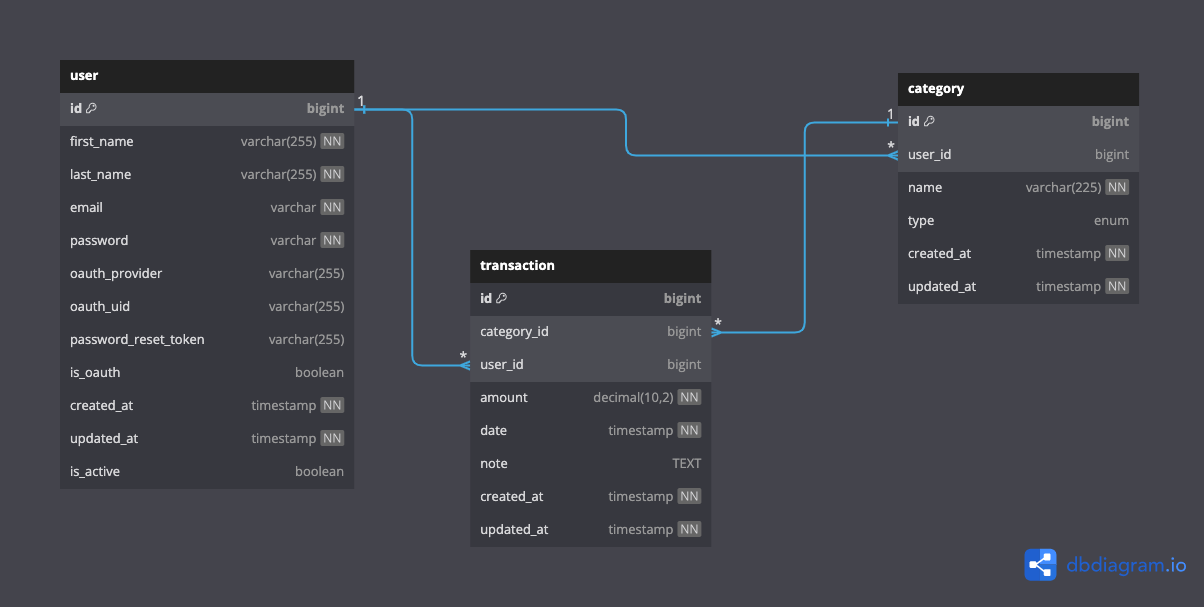 user
id bigint
first_name varchar(255) NN
last_name varchar(255) NN
email varchar NN
password varchar NN
oauth_provider varchar(255)
oauth_uid varchar(255)
password_reset_token varchar(255)
is_oauth boolean
created_at timestamp NN
updated_at timestamp NN
is_active boolean
1
*
transaction
id bigint
category_id bigint
user_id bigint
amount decimal(10,2) NN
date timestamp NN
note TEXT
created_at timestamp NN
updated_at timestamp NN
*
1
*
category
id bigint
user_id bigint
name varchar(225) NN
type enum
created_at timestamp NN
updated_at timestamp NN
dbdiagram.io